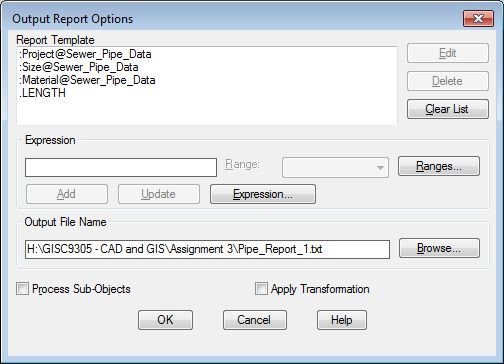 Output Report Options
Report Template
:Project@Sewer_Pipe_Data
:Size@Sewer_Pipe_Data
:Material@Sewer_Pipe_Data
.LENGTH
Edit
Delete
Clear List
Expression
Range:
Ranges...
Add
Update
Expression...
Output File Name
H:\GISC9305 - CAD and GIS\Assignment 3\Pipe_Report_1.txt
Browse...
Process Sub-Objects
Apply Transformation
OK
Cancel
Help